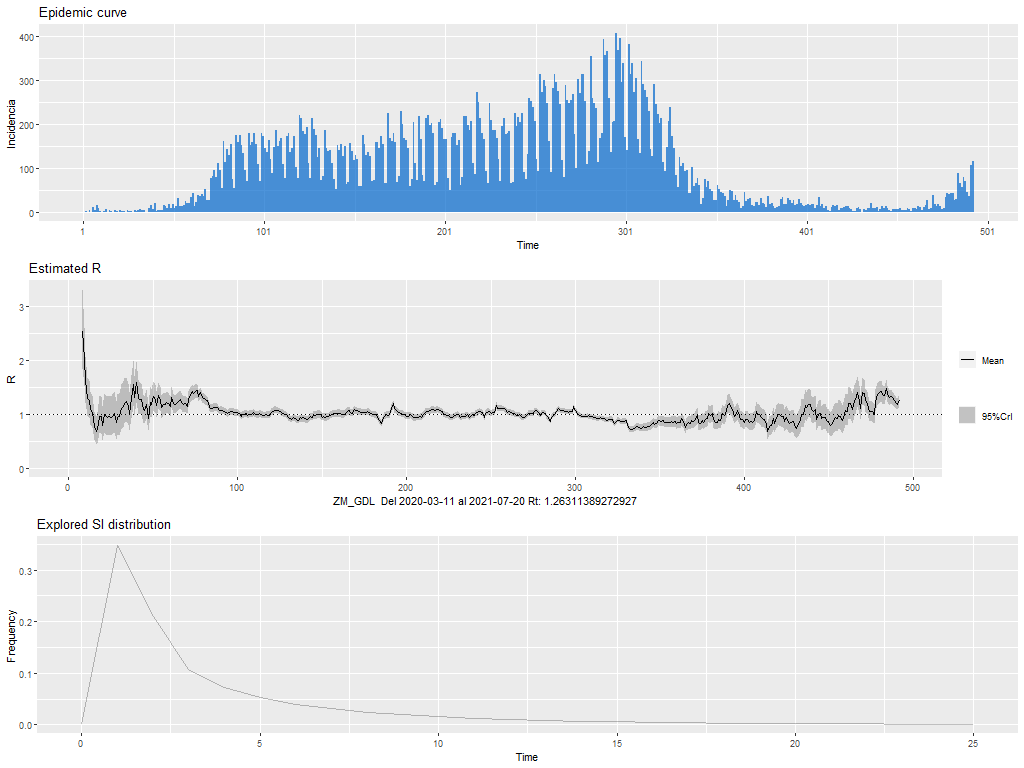 Epidemic curve
400
300
200
100
0
Incidencia
1
101
201
301
401
501
Time
Estimated R
3
2
1
0
R
0
100
200
300
400
500
ZM_GDL Del 2020-03-11 al 2021-07-20 Rt: 1.26311389272927
Mean
95%CrI
Explored SI distribution
0.3
0.2
0.1
0.0
Frequency
0
5
10
15
20
25
Time